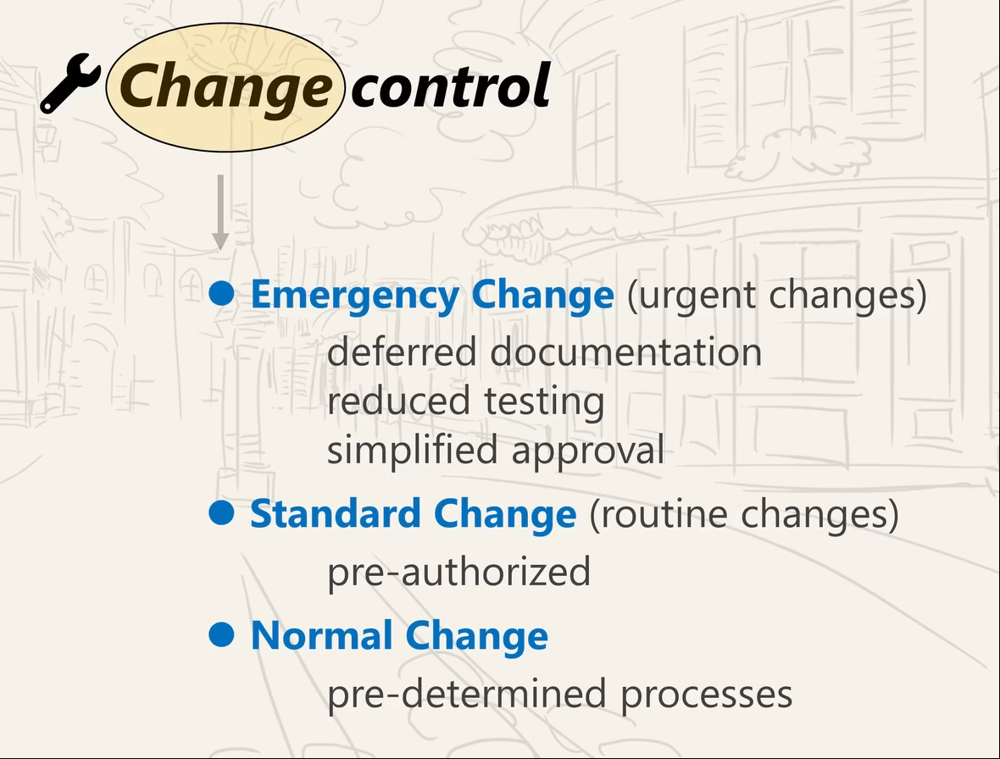 Change control
Emergency Change (urgent changes)
deferred documentation
reduced testing
simplified approval
Standard Change (routine changes)
pre-authorized
Normal Change
pre-determined processes